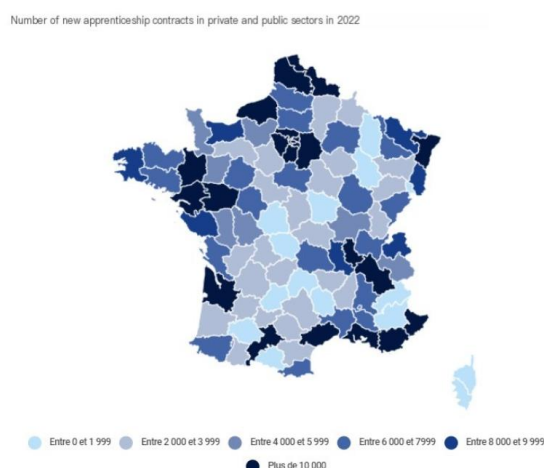 Number of new apprenticeship contracts in private and public sectors in 2022
Entre 0 et 1 999 Entre 2 000 et 3 999 Entre 4 000 et 5 999 Entre 6 000 et 7999 Entre 8 000 et 9 999
Plus de 10 000